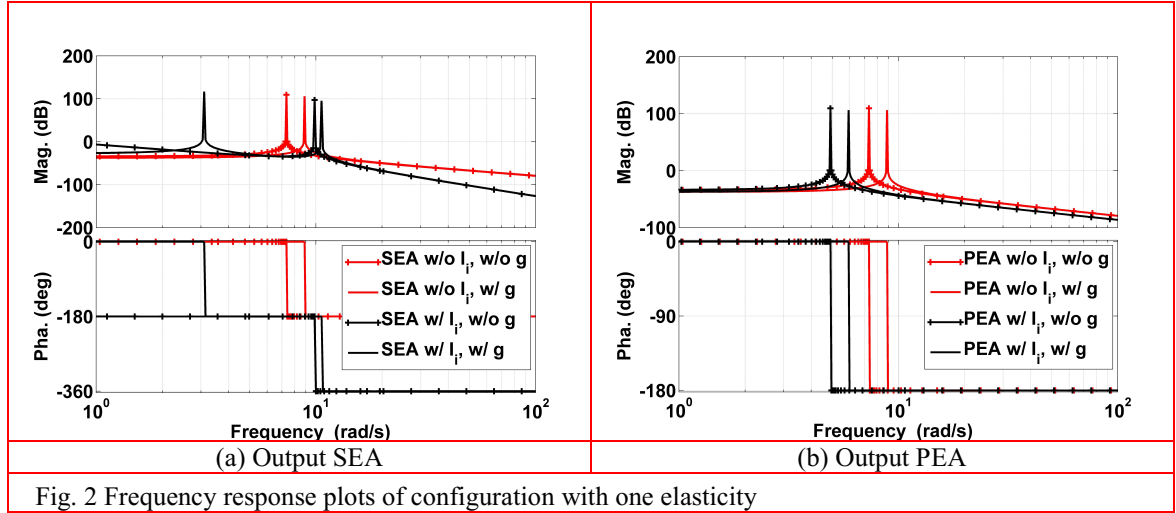 200
100
0
-100
-200
Mag. (dB)
0
-180
-360
Pha. (deg)
SEA w/o I_i, w/o g
SEA w/o I_i, w/ g
SEA w/ I_i, w/o g
SEA w/ I_i, w/ g
10^0 10^1 10^2
Frequency (rad/s)
(a) Output SEA
200
100
0
-100
Mag. (dB)
0
-90
-180
Pha. (deg)
PEA w/o I_i, w/o g
PEA w/o I_i, w/ g
PEA w/ I_i, w/o g
PEA w/ I_i, w/ g
10^0 10^1 10^2
Frequency (rad/s)
(b) Output PEA
Fig. 2 Frequency response plots of configuration with one elasticity